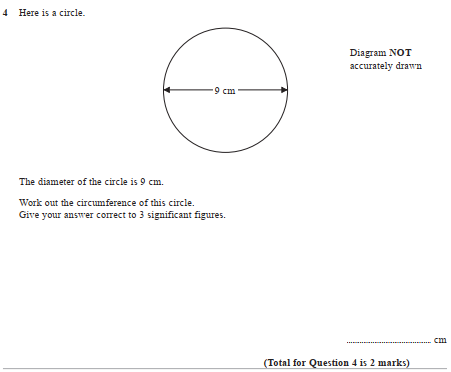 4 Here is a circle.
Diagram NOT
accurately drawn
9 cm
The diameter of the circle is 9 cm.
Work out the circumference of this circle.
Give your answer correct to 3 significant figures.
.............................. cm
(Total for Question 4 is 2 marks)